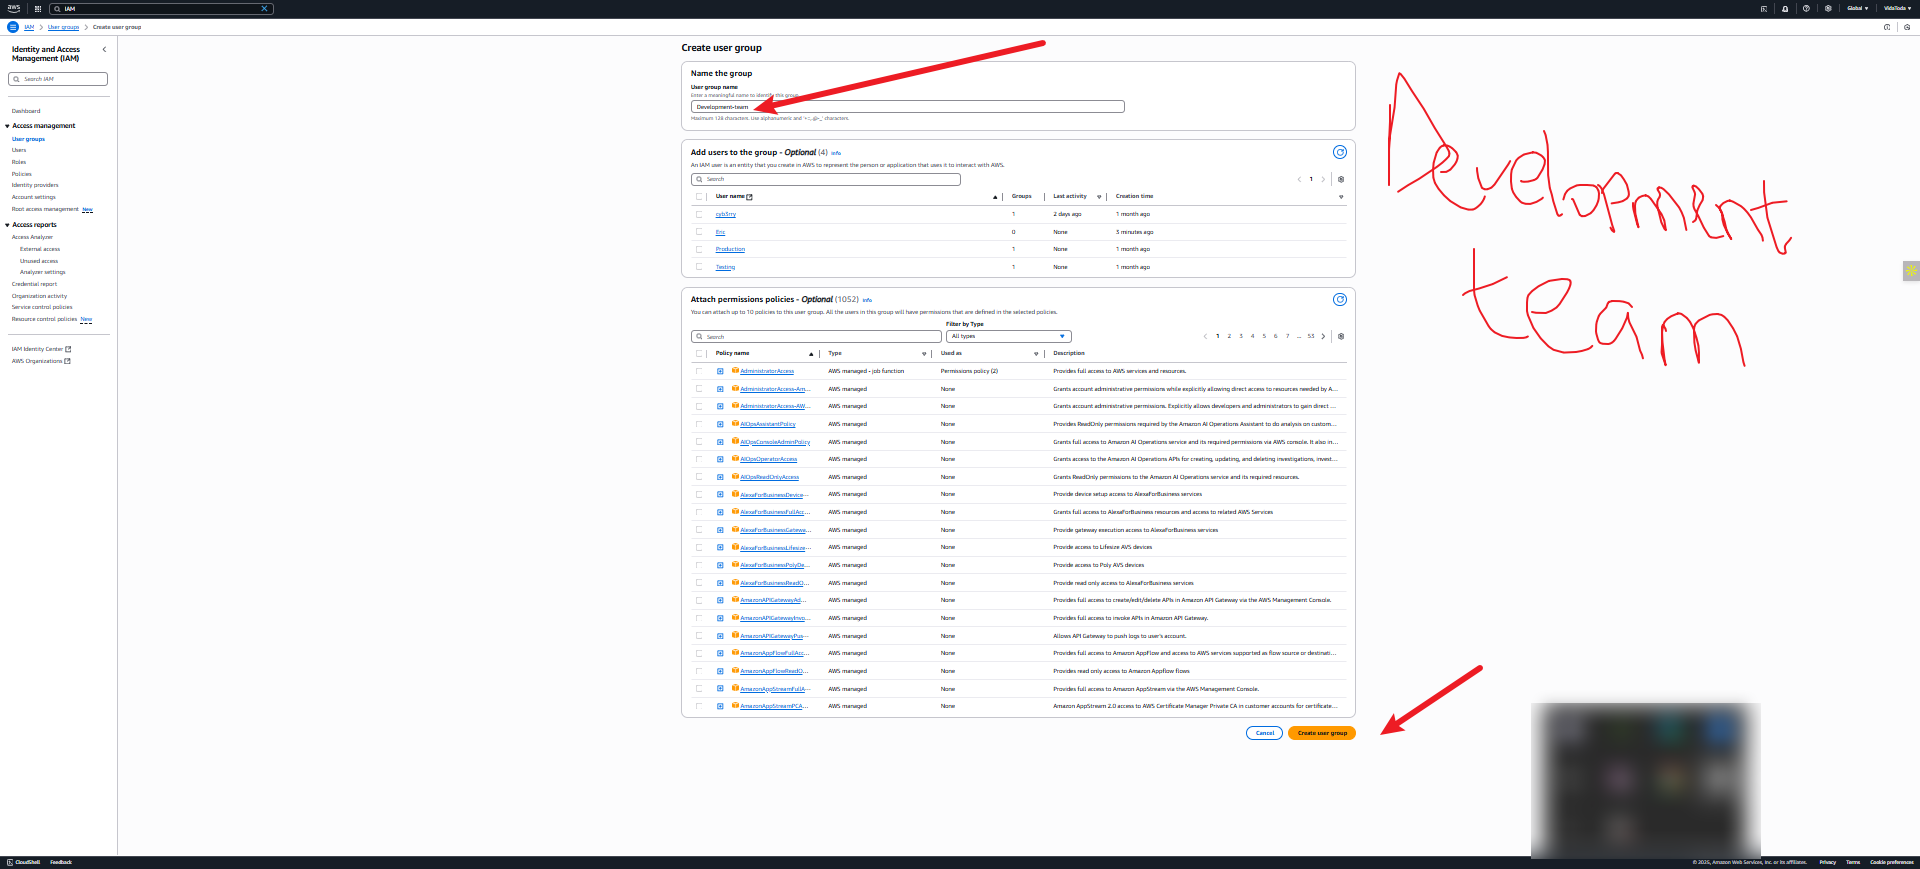 aws
IAM
Global
VidaToda
IAM > User groups > Create user group
Identity and Access Management (IAM)
Search IAM
Dashboard
Access management
User groups
Users
Roles
Policies
Identity providers
Account settings
Root access management New
Access reports
Access Analyzer
External access
Unused access
Analyzer settings
Credential report
Organization activity
Service control policies
Resource control policies New
IAM Identity Center
AWS Organizations
Create user group
Name the group
User group name
Enter a meaningful name to identify this group.
Development-team
Maximum 128 characters. Use alphanumeric and '+=,.@-_' characters.
Add users to the group - Optional (4) Info
An IAM user is an entity that you create in AWS to represent the person or application that uses it to interact with AWS.
Search
1
User name Groups Last activity Creation time
cyb3rry 1 2 days ago 1 month ago
Eric 0 None 3 minutes ago
Production 1 None 1 month ago
Testing 1 None 1 month ago
Attach permissions policies - Optional (1052) Info
You can attach up to 10 policies to this user group. All the users in this group will have permissions that are defined in the selected policies.
Filter by Type
Search All types 1 2 3 4 5 6 7 ... 53
Policy name Type Used as Description
AdministratorAccess AWS managed - job function Permissions policy (2) Provides full access to AWS services and resources.
AdministratorAccess-Am... AWS managed None Grants account administrative permissions while explicitly allowing direct access to resources needed by A...
AdministratorAccess-AW... AWS managed None Grants account administrative permissions. Explicitly allows developers and administrators to gain direct ...
AIOpsAssistantPolicy AWS managed None Provides ReadOnly permissions required by the Amazon AI Operations Assistant to do analysis on custom...
AIOpsConsoleAdminPolicy AWS managed None Grants full access to Amazon AI Operations service and its required permissions via AWS console. It also in...
AIOpsOperatorAccess AWS managed None Grants access to the Amazon AI Operations APIs for creating, updating, and deleting investigations, invest...
AIOpsReadOnlyAccess AWS managed None Grants ReadOnly permissions to the Amazon AI Operations service and its required resources.
AlexaForBusinessDevice... AWS managed None Provide device setup access to AlexaForBusiness services
AlexaForBusinessFullAcc... AWS managed None Grants full access to AlexaForBusiness resources and access to related AWS Services
AlexaForBusinessGatewa... AWS managed None Provide gateway execution access to AlexaForBusiness services
AlexaForBusinessLifesize... AWS managed None Provide access to Lifesize AVS devices
AlexaForBusinessPolyDe... AWS managed None Provide access to Poly AVS devices
AlexaForBusinessReadO... AWS managed None Provide read only access to AlexaForBusiness services
AmazonAPIGatewayAd... AWS managed None Provides full access to create/edit/delete APIs in Amazon API Gateway via the AWS Management Console.
AmazonAPIGatewayInvo... AWS managed None Provides full access to invoke APIs in Amazon API Gateway.
AmazonAPIGatewayPus... AWS managed None Allows API Gateway to push logs to user's account.
AmazonAppFlowFullAcc... AWS managed None Provides full access to Amazon AppFlow and access to AWS services supported as flow source or destinati...
AmazonAppFlowReadO... AWS managed None Provides read only access to Amazon Appflow flows
AmazonAppStreamFullA... AWS managed None Provides full access to Amazon AppStream via the AWS Management Console.
AmazonAppStreamPCA... AWS managed None Amazon AppStream 2.0 access to AWS Certificate Manager Private CA in customer accounts for certificate...
Cancel Create user group
Development
team
CloudShell Feedback
© 2025, Amazon Web Services, Inc. or its affiliates. Privacy Terms Cookie preferences